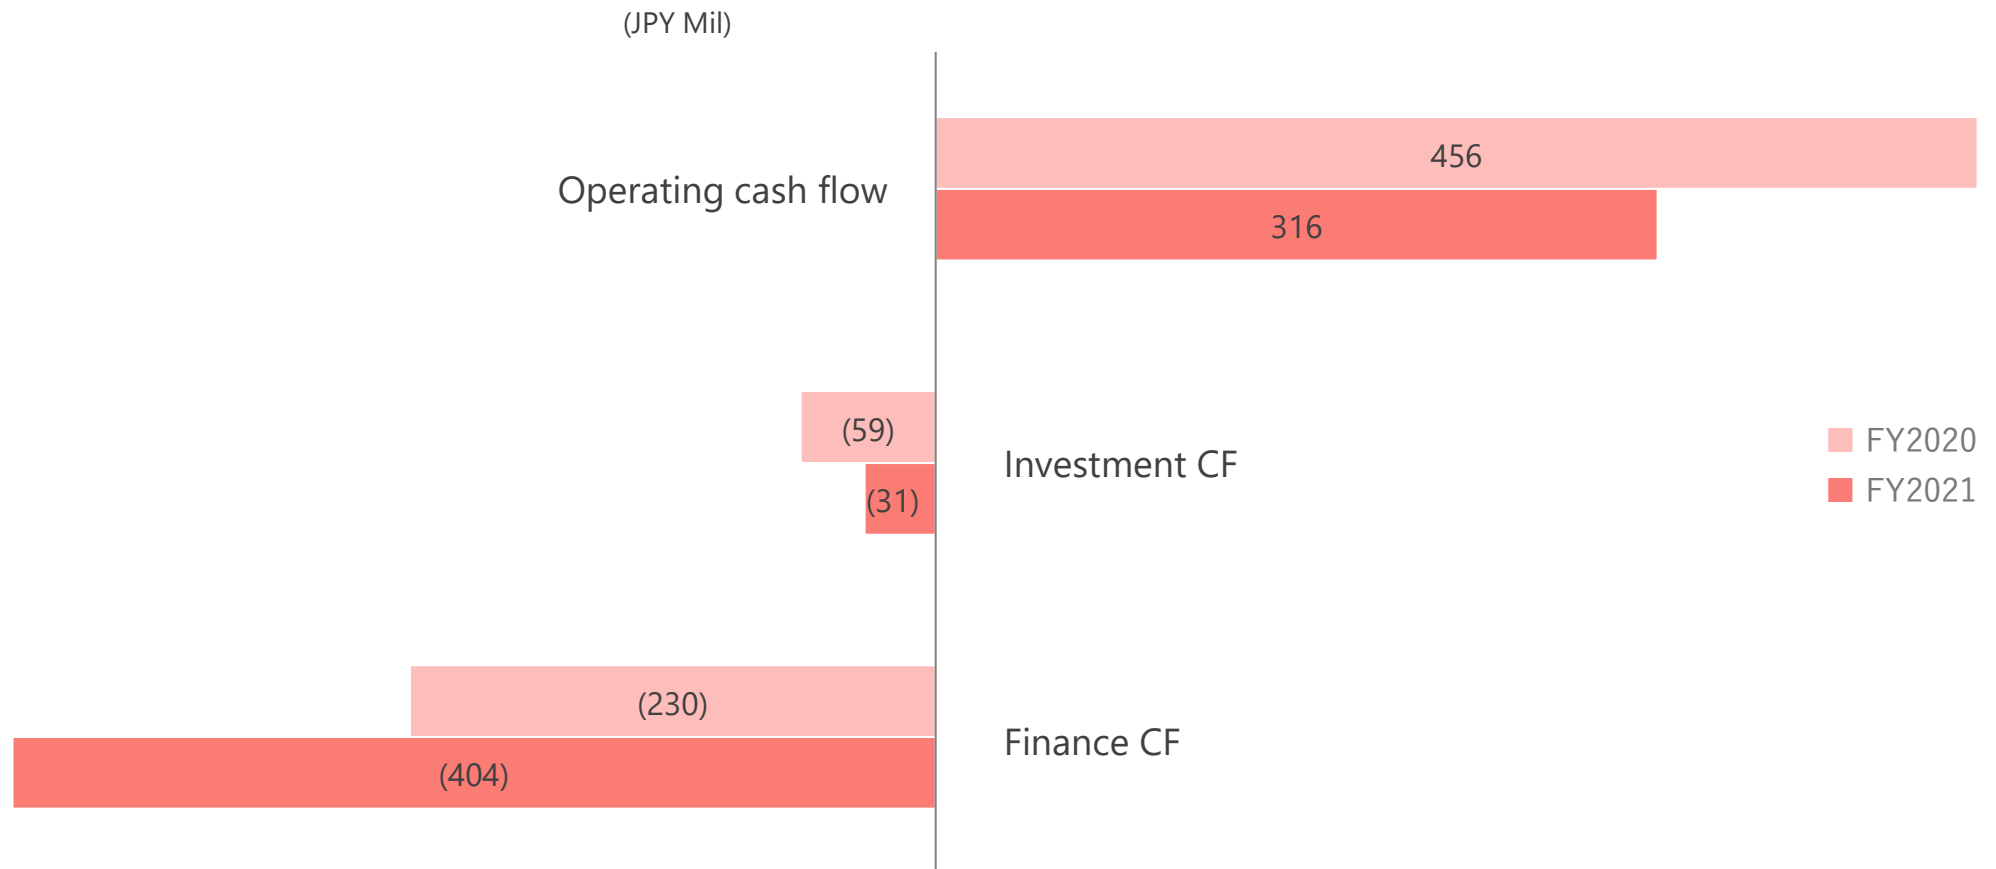 (JPY Mil)
456
Operating cash flow
316
(59)
FY2020
Investment CF
FY2021
(31)
(230)
Finance CF
(404)